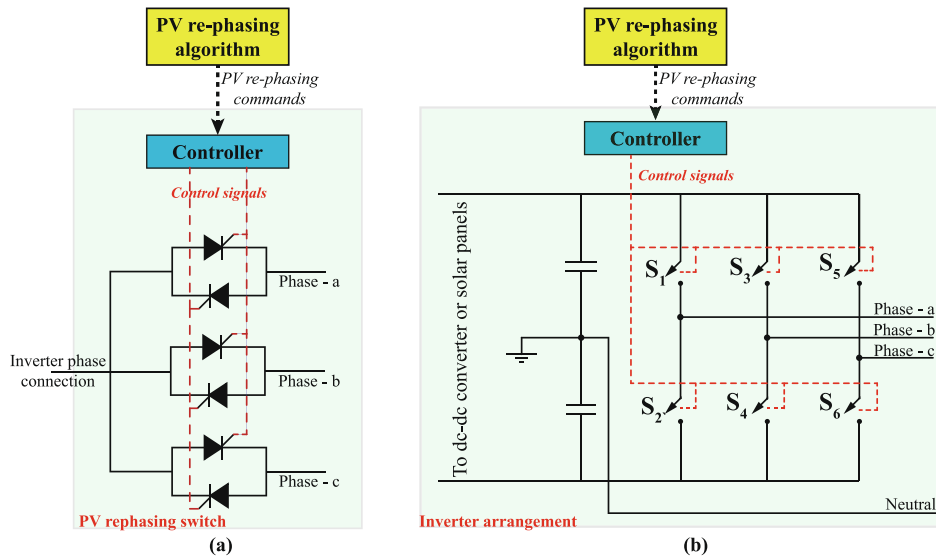 PV re-phasing
algorithm
PV re-phasing
commands
Controller
Control signals
Phase - a
Inverter phase
connection
Phase - b
Phase - c
PV rephasing switch
(a)
PV re-phasing
algorithm
PV re-phasing
commands
Controller
Control signals
To dc-dc converter or solar panels
S1
S3
S5
Phase - a
Phase - b
Phase - c
S2
S4
S6
Neutral
Inverter arrangement
(b)